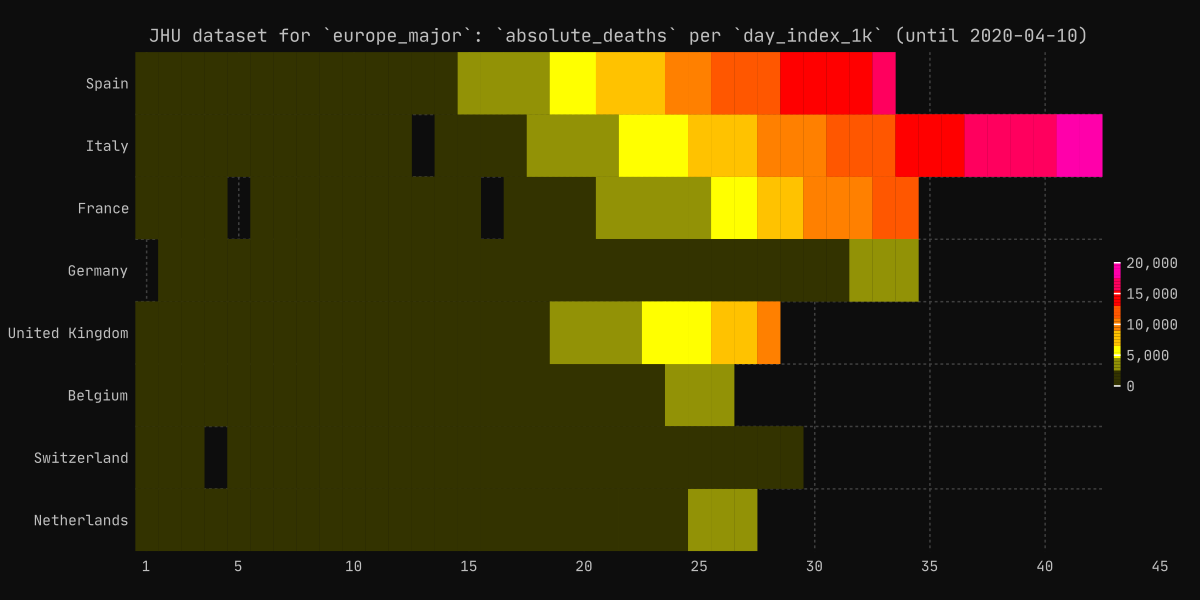 JHU dataset for `europe_major`: `absolute_deaths` per `day_index_1k` (until 2020-04-10)
Spain
Italy
France
Germany
United Kingdom
Belgium
Switzerland
Netherlands
20,000
15,000
10,000
5,000
0
1 5 10 15 20 25 30 35 40 45